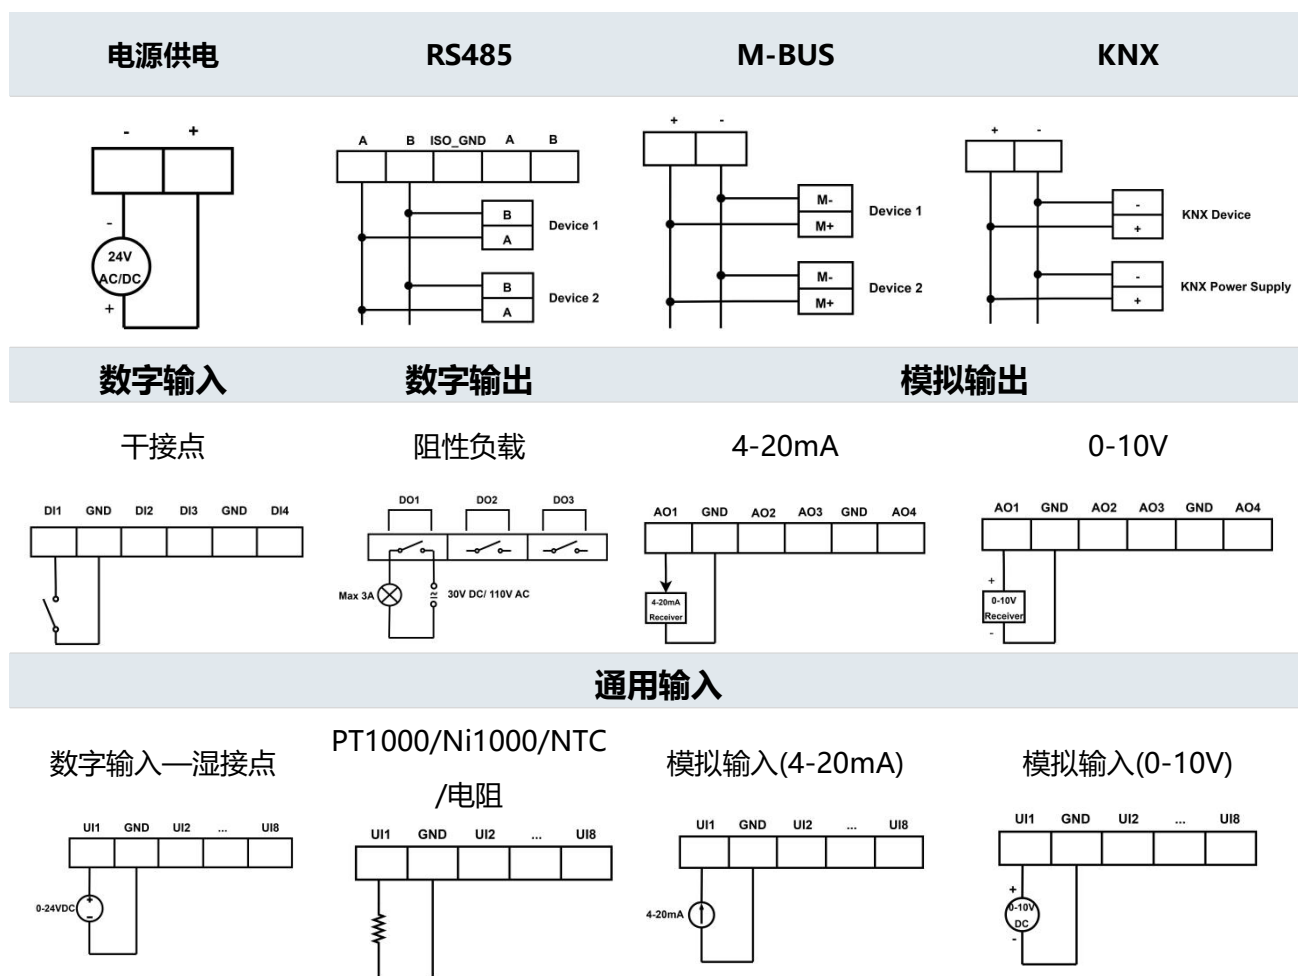 电源供电 RS485 M-BUS KNX
- +
-
24V
AC/DC
+
A B ISO_GND A B
B
A
Device 1
B
A
Device 2
+ -
M-
M+
Device 1
M-
M+
Device 2
+ -
-
+
KNX Device
-
+
KNX Power Supply
数字输入 数字输出 模拟输出
干接点 阻性负载 4-20mA 0-10V
DI1 GND DI2 DI3 GND DI4
DO1 DO2 DO3
Max 3A
30V DC/ 110V AC
AO1 GND AO2 AO3 GND AO4
4-20mA
Receiver
AO1 GND AO2 AO3 GND AO4
+
0-10V
Receiver
-
通用输入
数字输入—湿接点
PT1000/Ni1000/NTC
/电阻
模拟输入(4-20mA)
模拟输入(0-10V)
UI1 GND UI2 ... UI8
0-24VDC
+
-
UI1 GND UI2 ... UI8
UI1 GND UI2 ... UI8
4-20mA
UI1 GND UI2 ... UI8
+
0-10V
DC
-